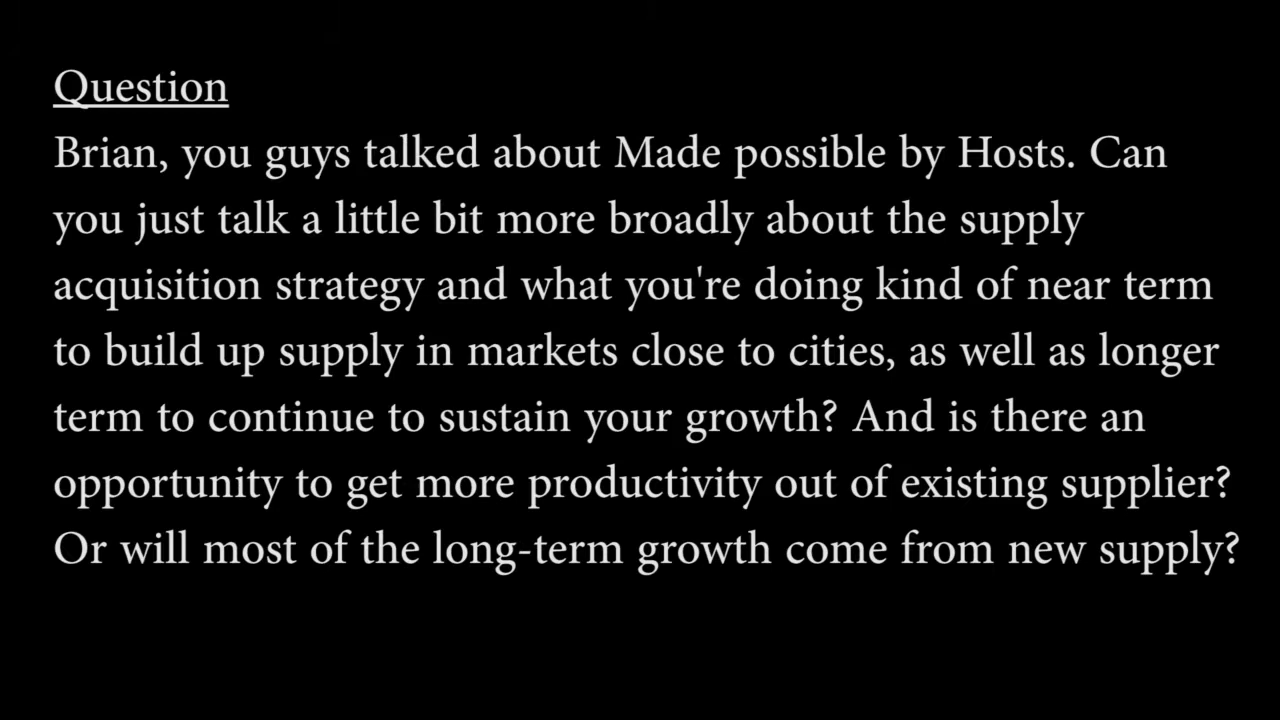 Question
Brian, you guys talked about Made possible by Hosts. Can
you just talk a little bit more broadly about the supply
acquisition strategy and what you're doing kind of near term
to build up supply in markets close to cities, as well as longer
term to continue to sustain your growth? And is there an
opportunity to get more productivity out of existing supplier?
Or will most of the long-term growth come from new supply?